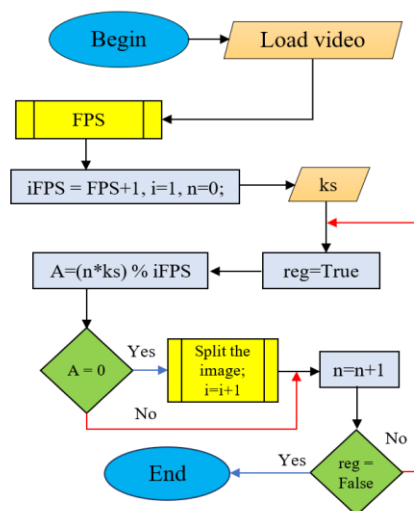 Begin
Load video
FPS
iFPS = FPS+1, i=1, n=0;
ks
A=(n*ks) % iFPS
reg=True
A = 0
Yes
Split the
image;
i=i+1
n=n+1
No
End
Yes
reg =
False
No